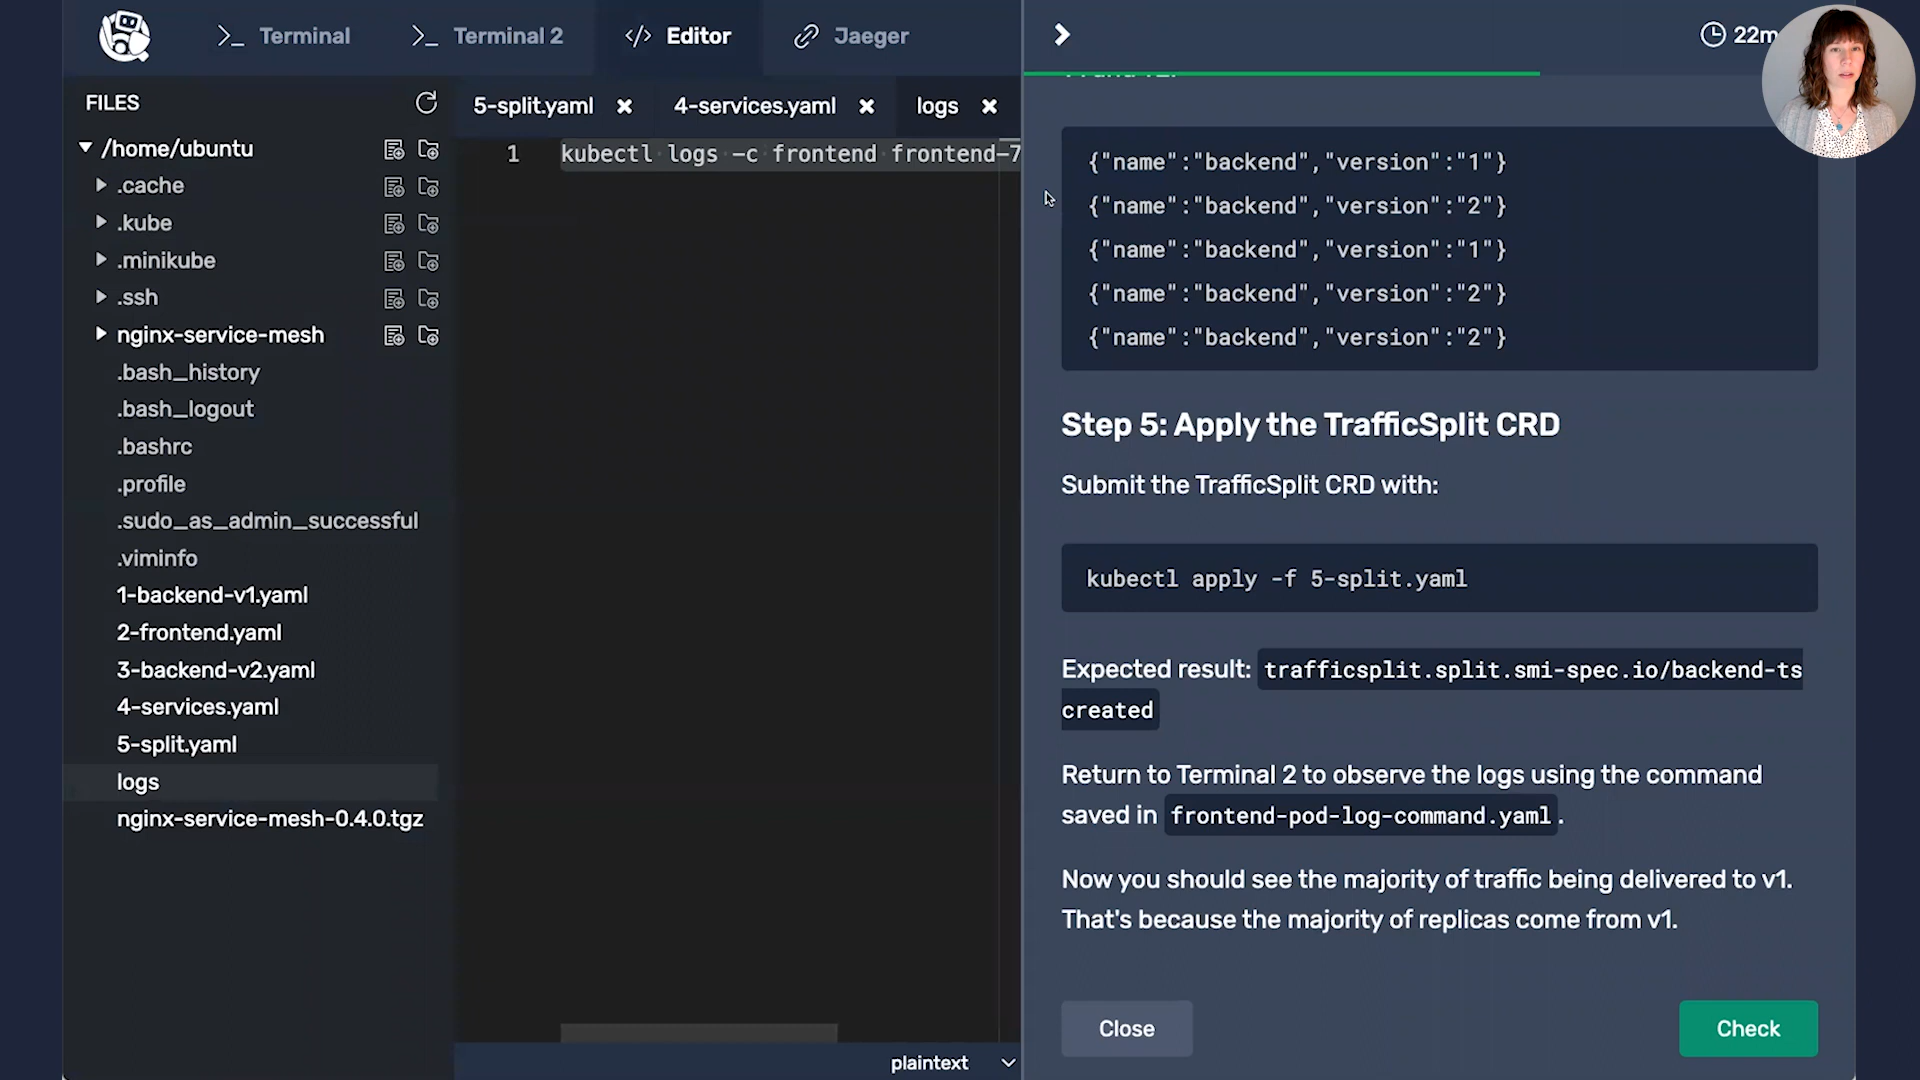 Terminal
Terminal 2
Editor
Jaeger
22m
FILES
5-split.yaml
4-services.yaml
logs
/home/ubuntu
.cache
.kube
.minikube
.ssh
nginx-service-mesh
.bash_history
.bash_logout
.bashrc
.profile
.sudo_as_admin_successful
.viminfo
1-backend-v1.yaml
2-frontend.yaml
3-backend-v2.yaml
4-services.yaml
5-split.yaml
logs
nginx-service-mesh-0.4.0.tgz
1 kubectl logs -c frontend frontend-7
plaintext
{"name":"backend","version":"1"}
{"name":"backend","version":"2"}
{"name":"backend","version":"1"}
{"name":"backend","version":"2"}
{"name":"backend","version":"2"}
Step 5: Apply the TrafficSplit CRD
Submit the TrafficSplit CRD with:
kubectl apply -f 5-split.yaml
Expected result: trafficsplit.split.smi-spec.io/backend-ts
created
Return to Terminal 2 to observe the logs using the command
saved in frontend-pod-log-command.yaml.
Now you should see the majority of traffic being delivered to v1.
That's because the majority of replicas come from v1.
Close
Check